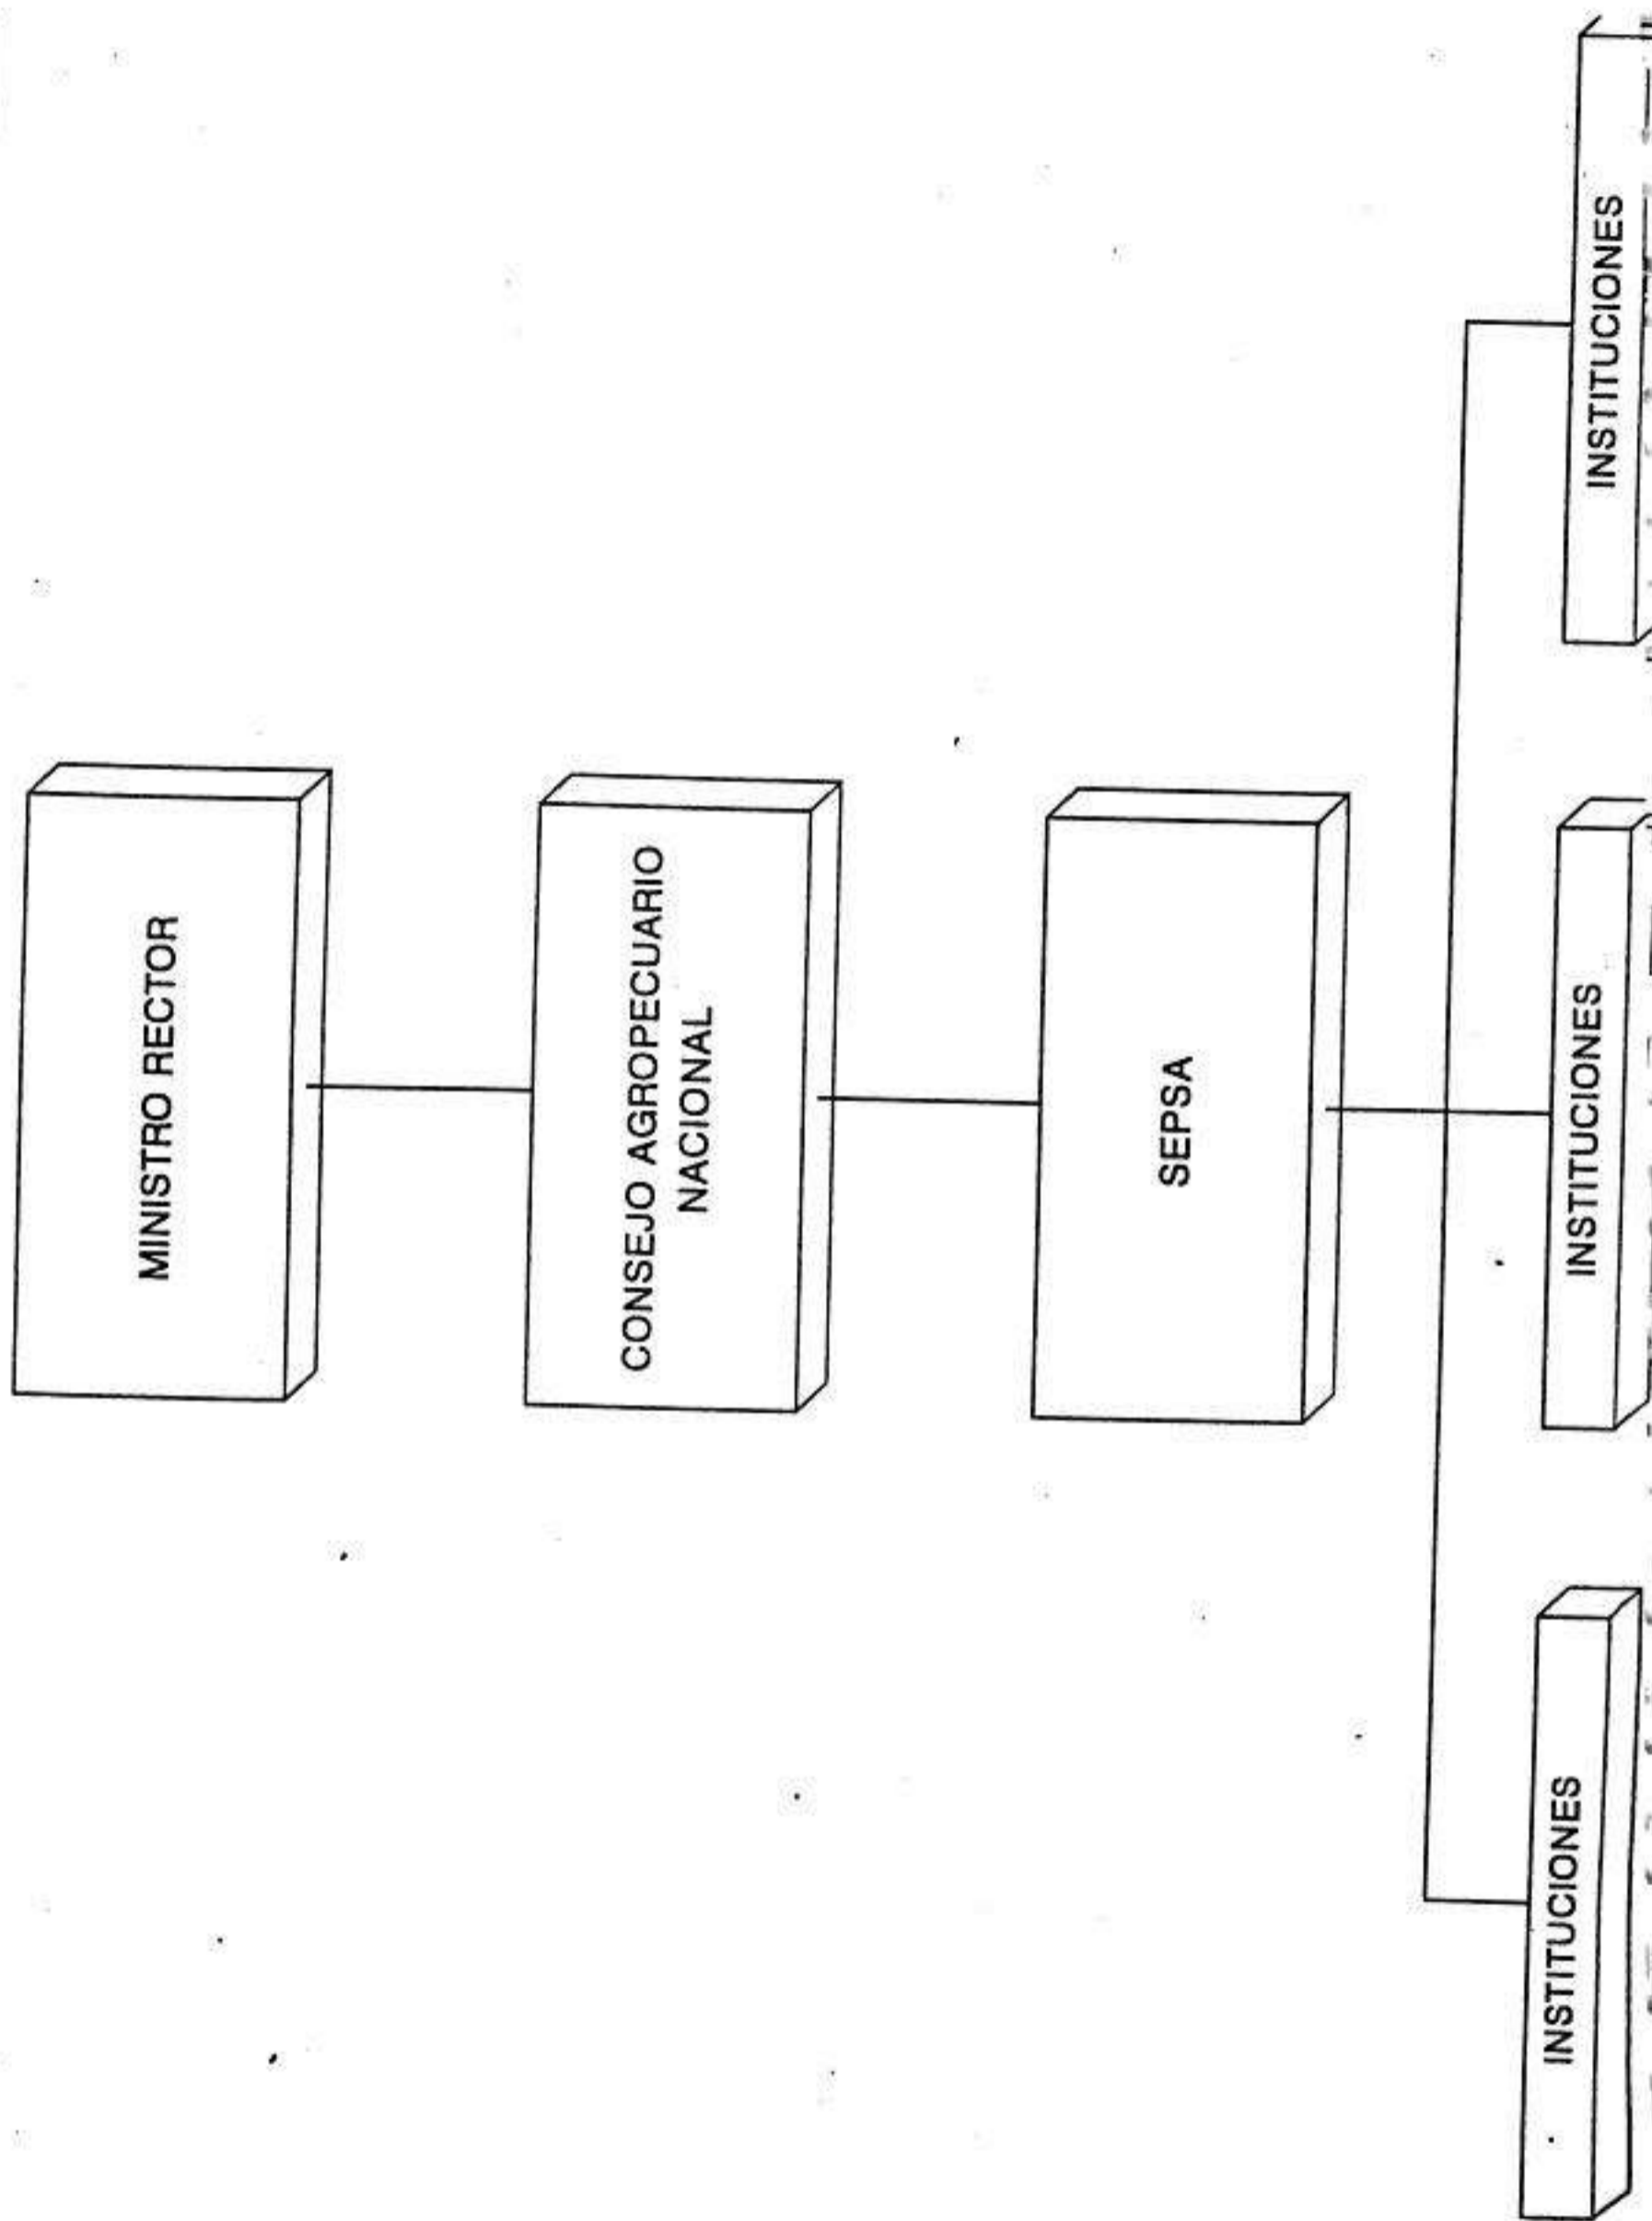 MINISTRO RECTOR
CONSEJO AGROPECUARIO
NACIONAL
SEPSA
INSTITUCIONES
INSTITUCIONES
INSTITUCIONES